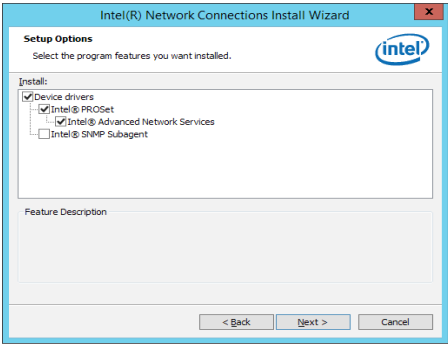 Intel(R) Network Connections Install Wizard
x
Setup Options
Select the program features you want installed.
intel
Install:
Device drivers
Intel® PROSet
Intel® Advanced Network Services
Intel® SNMP Subagent
Feature Description
< Back
Next >
Cancel